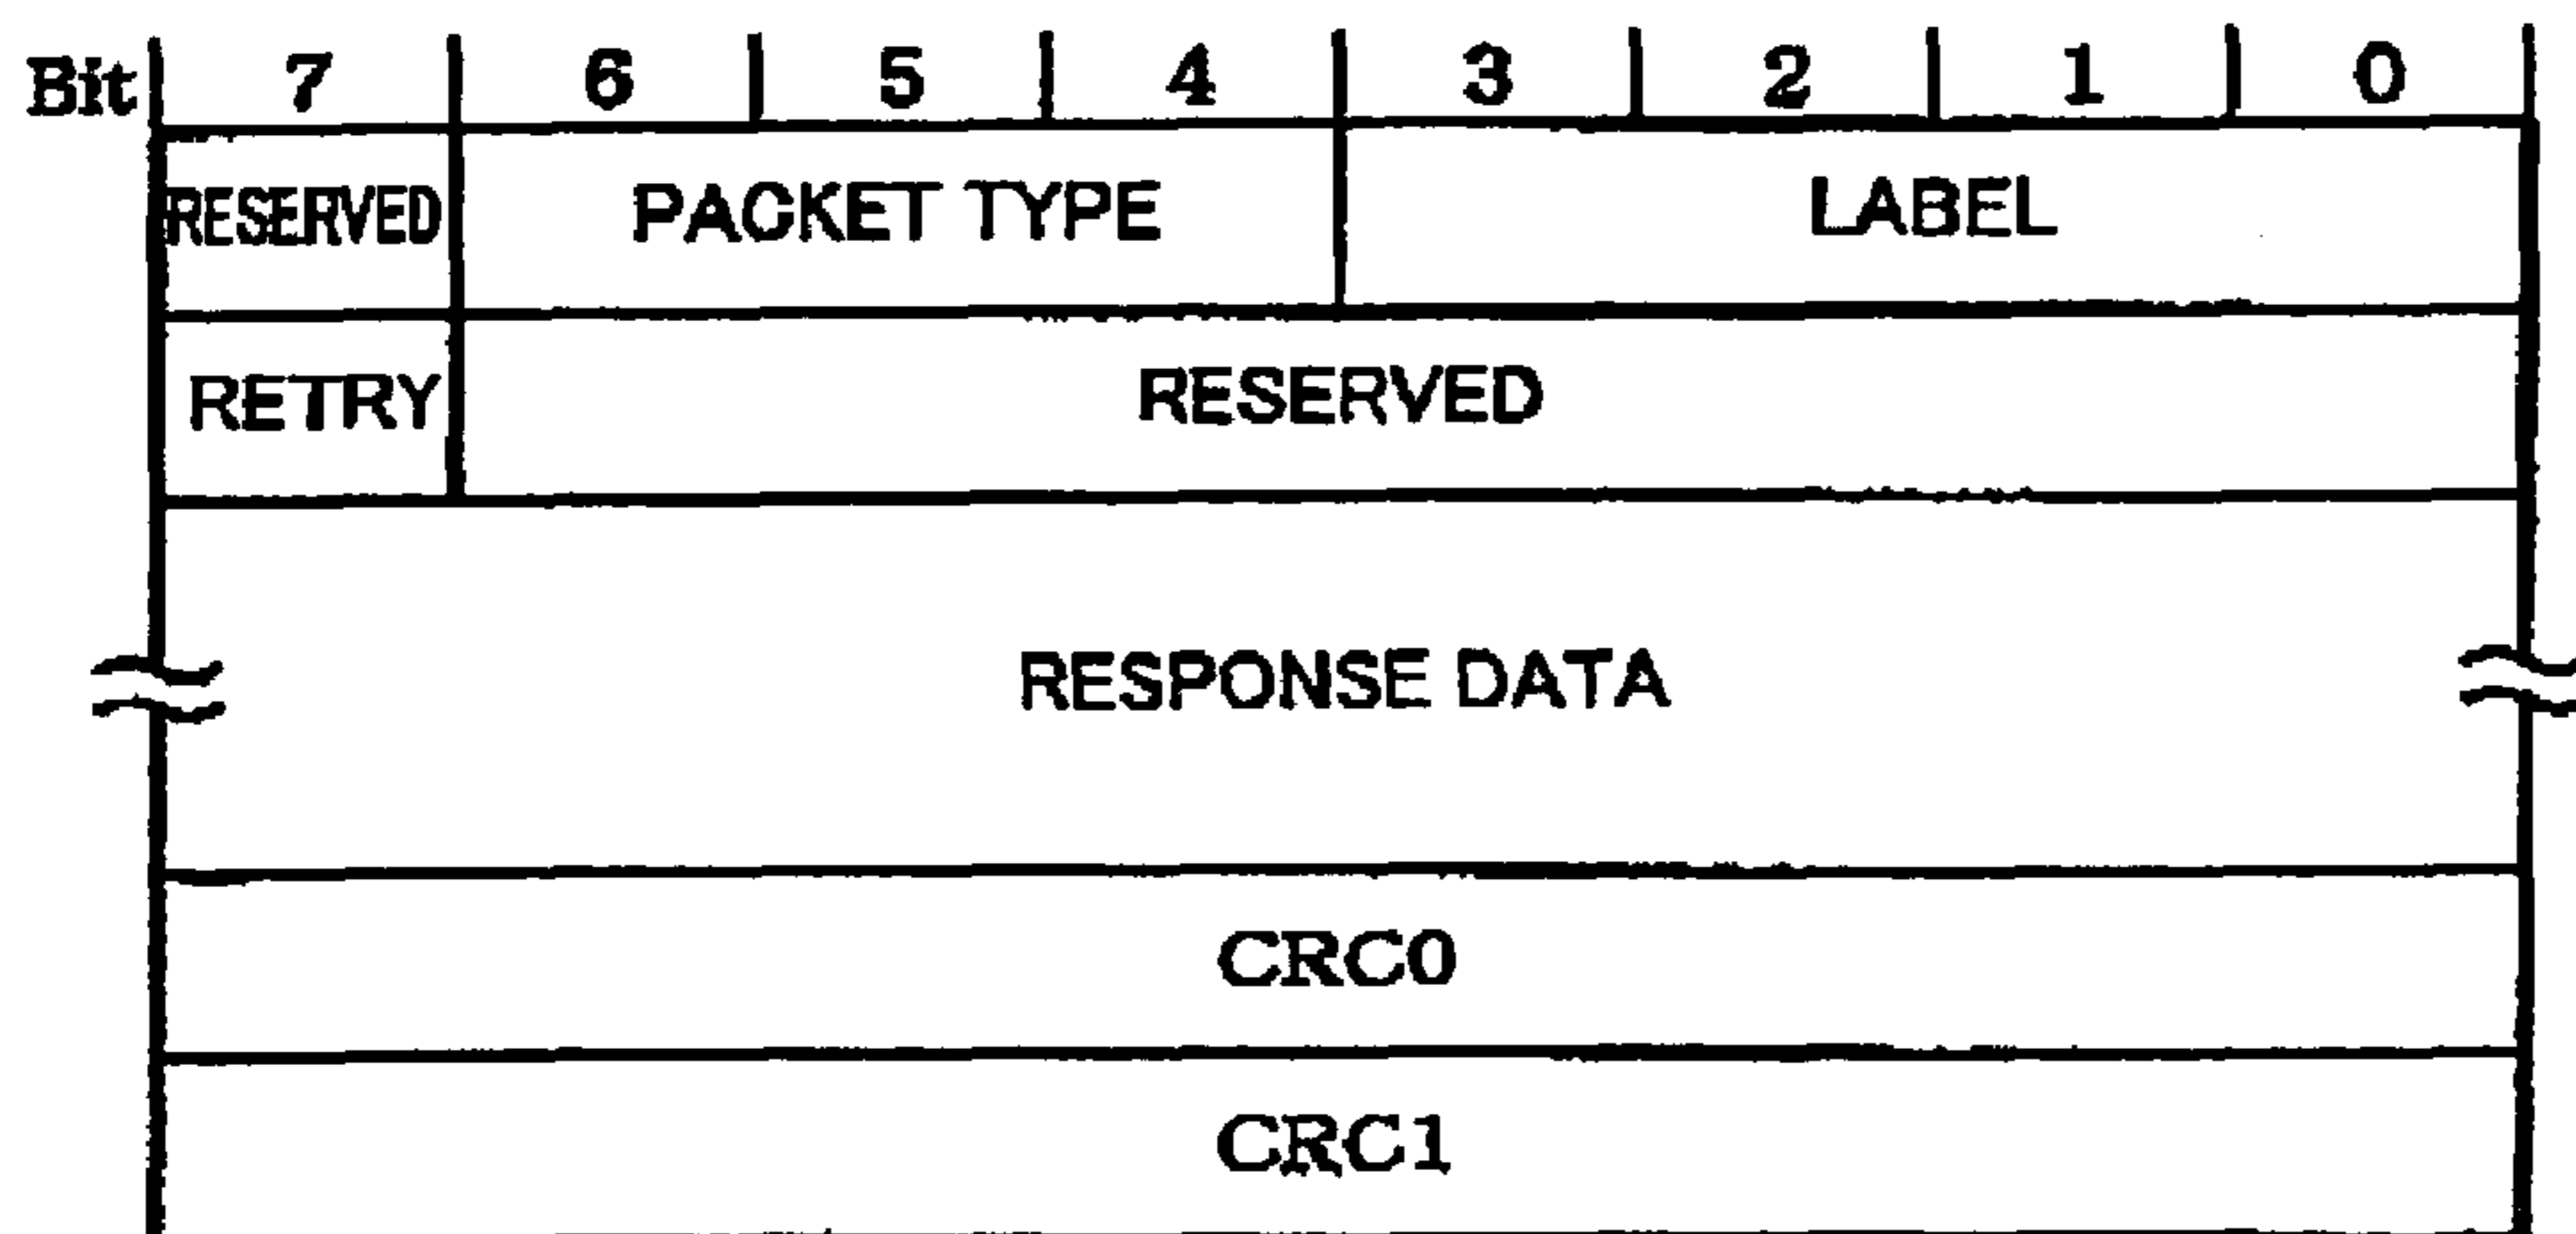 Bit 7 6 5 4 3 2 1 0
RESERVED PACKET TYPE LABEL
RETRY RESERVED
RESPONSE DATA
CRC0
CRC1